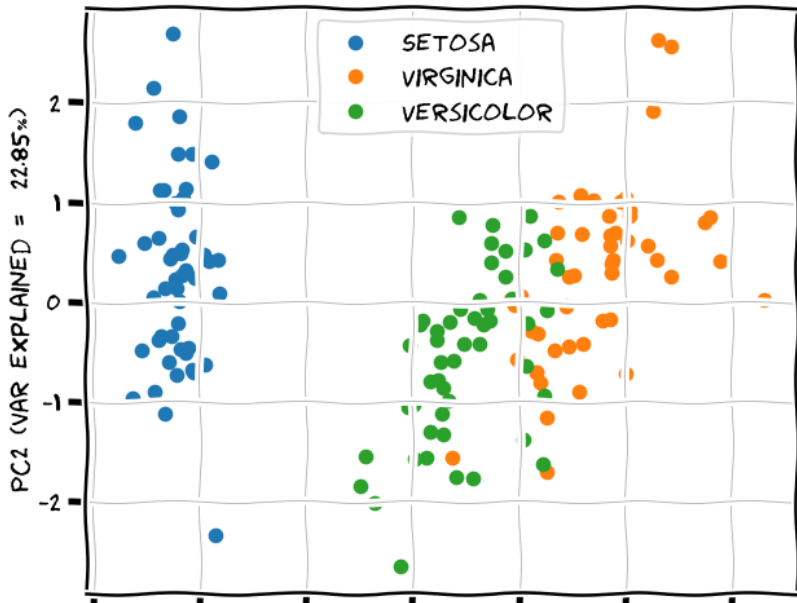 SETOSA
VIRGINICA
VERSICOLOR
PC2 (VAR EXPLAINED = 22.85%)
2
1
0
-1
-2